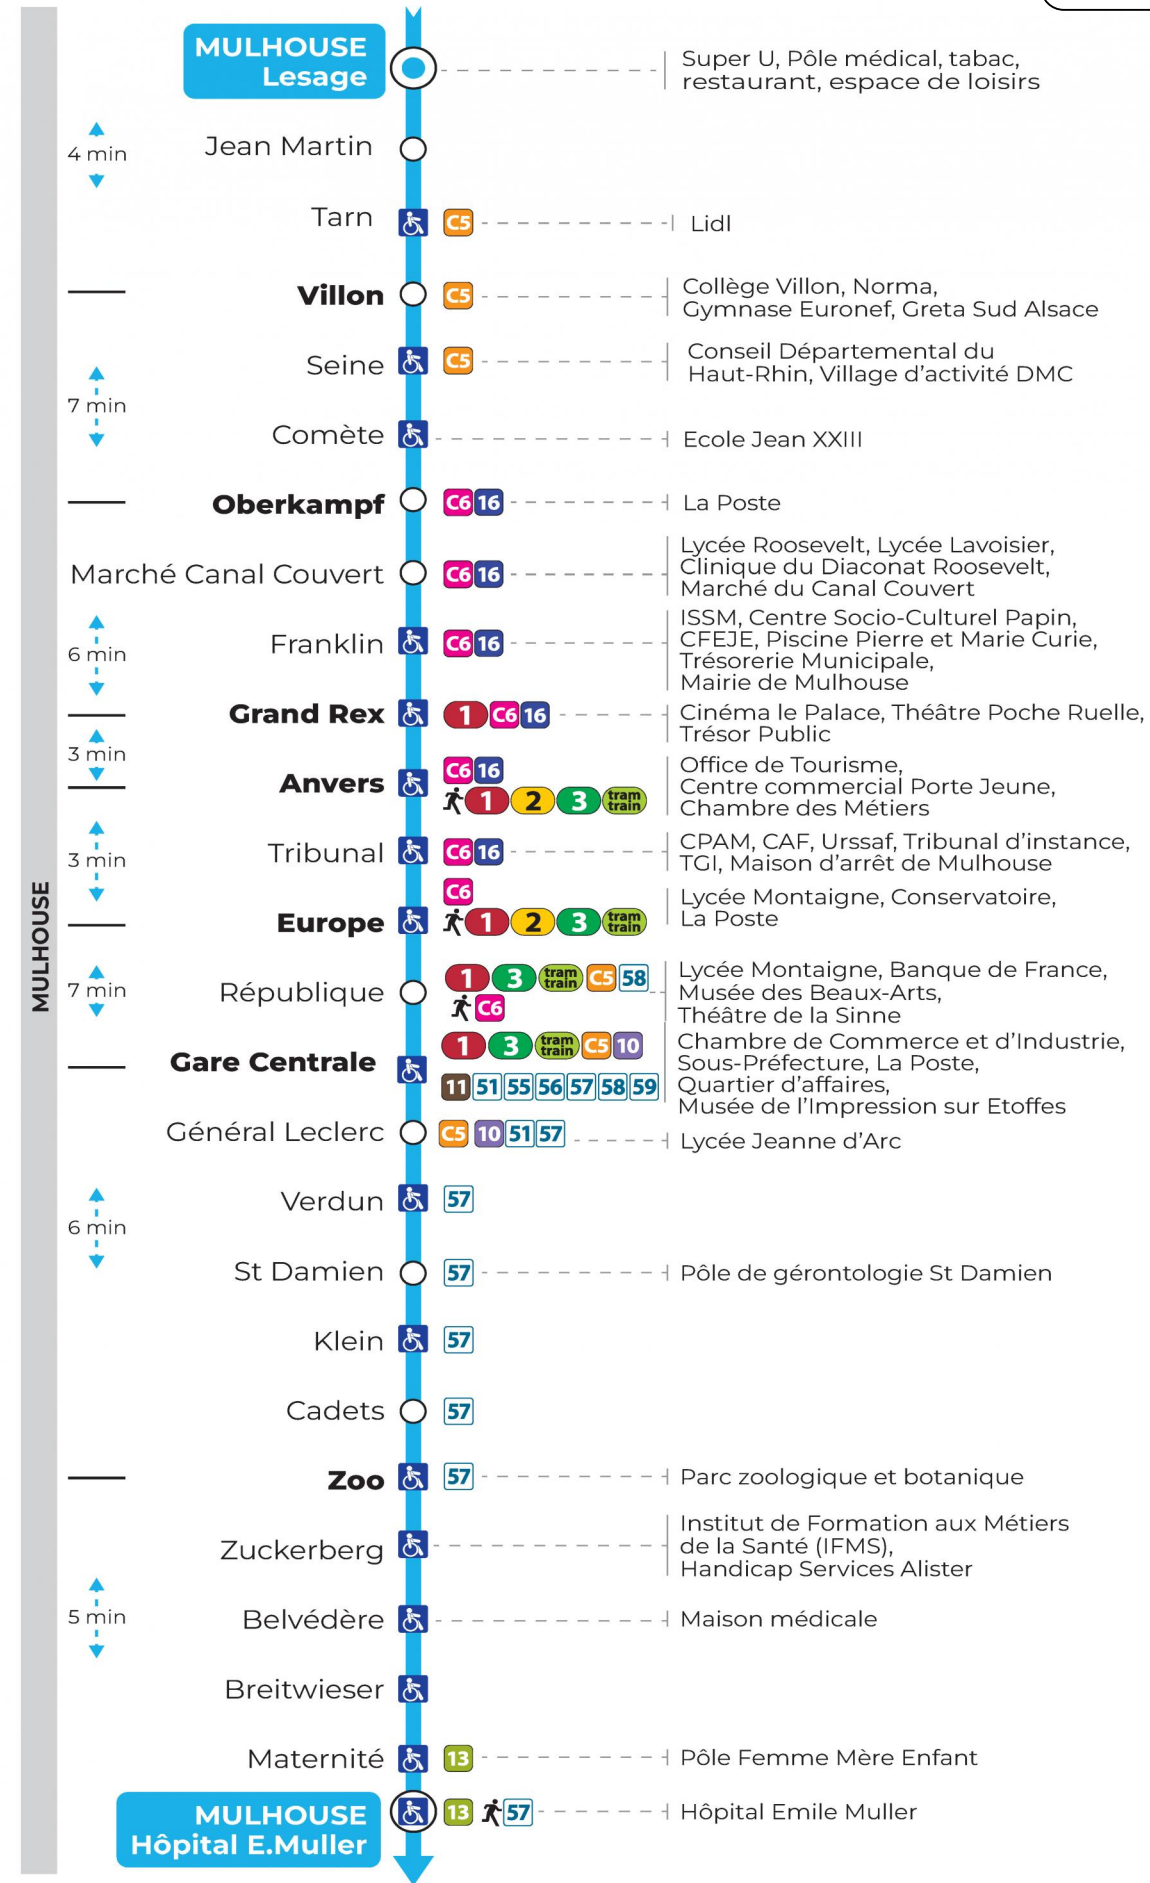 MULHOUSE
MULHOUSE
Lesage
Super U, Pôle médical, tabac,
restaurant, espace de loisirs
4 min
Jean Martin
Tarn
C5
Lidl
Villon
C5
Collège Villon, Norma,
Gymnase Euronef, Greta Sud Alsace
Seine
C5
Conseil Départemental du
Haut-Rhin, Village d’activité DMC
7 min
Comète
Ecole Jean XXIII
Oberkampf
C6 16
La Poste
Marché Canal Couvert
C6 16
Lycée Roosevelt, Lycée Lavoisier,
Clinique du Diaconat Roosevelt,
Marché du Canal Couvert
6 min
Franklin
C6 16
ISSM, Centre Socio-Culturel Papin,
CFEJE, Piscine Pierre et Marie Curie,
Trésorerie Municipale,
Mairie de Mulhouse
Grand Rex
1 C6 16
Cinéma le Palace, Théâtre Poche Ruelle,
Trésor Public
3 min
Anvers
C6 16
1 2 3 tram train
Office de Tourisme,
Centre commercial Porte Jeune,
Chambre des Métiers
3 min
Tribunal
C6 16
CPAM, CAF, Urssaf, Tribunal d’instance,
TGI, Maison d’arrêt de Mulhouse
Europe
C6
1 2 3 tram train
Lycée Montaigne, Conservatoire,
La Poste
7 min
République
1 3 tram train C5 58
C6
Lycée Montaigne, Banque de France,
Musée des Beaux-Arts,
Théâtre de la Sinne
Gare Centrale
1 3 tram train C5 10
11 51 55 56 57 58 59
Chambre de Commerce et d’Industrie,
Sous-Préfecture, La Poste,
Quartier d’affaires,
Musée de l’Impression sur Etoffes
Général Leclerc
C5 10 51 57
Lycée Jeanne d’Arc
Verdun
57
6 min
St Damien
57
Pôle de gérontologie St Damien
Klein
57
Cadets
57
Zoo
57
Parc zoologique et botanique
Zuckerberg
Institut de Formation aux Métiers
de la Santé (IFMS),
Handicap Services Alister
5 min
Belvédère
Maison médicale
Breitwieser
Maternité
13
Pôle Femme Mère Enfant
MULHOUSE
Hôpital E.Muller
13 57
Hôpital Emile Muller